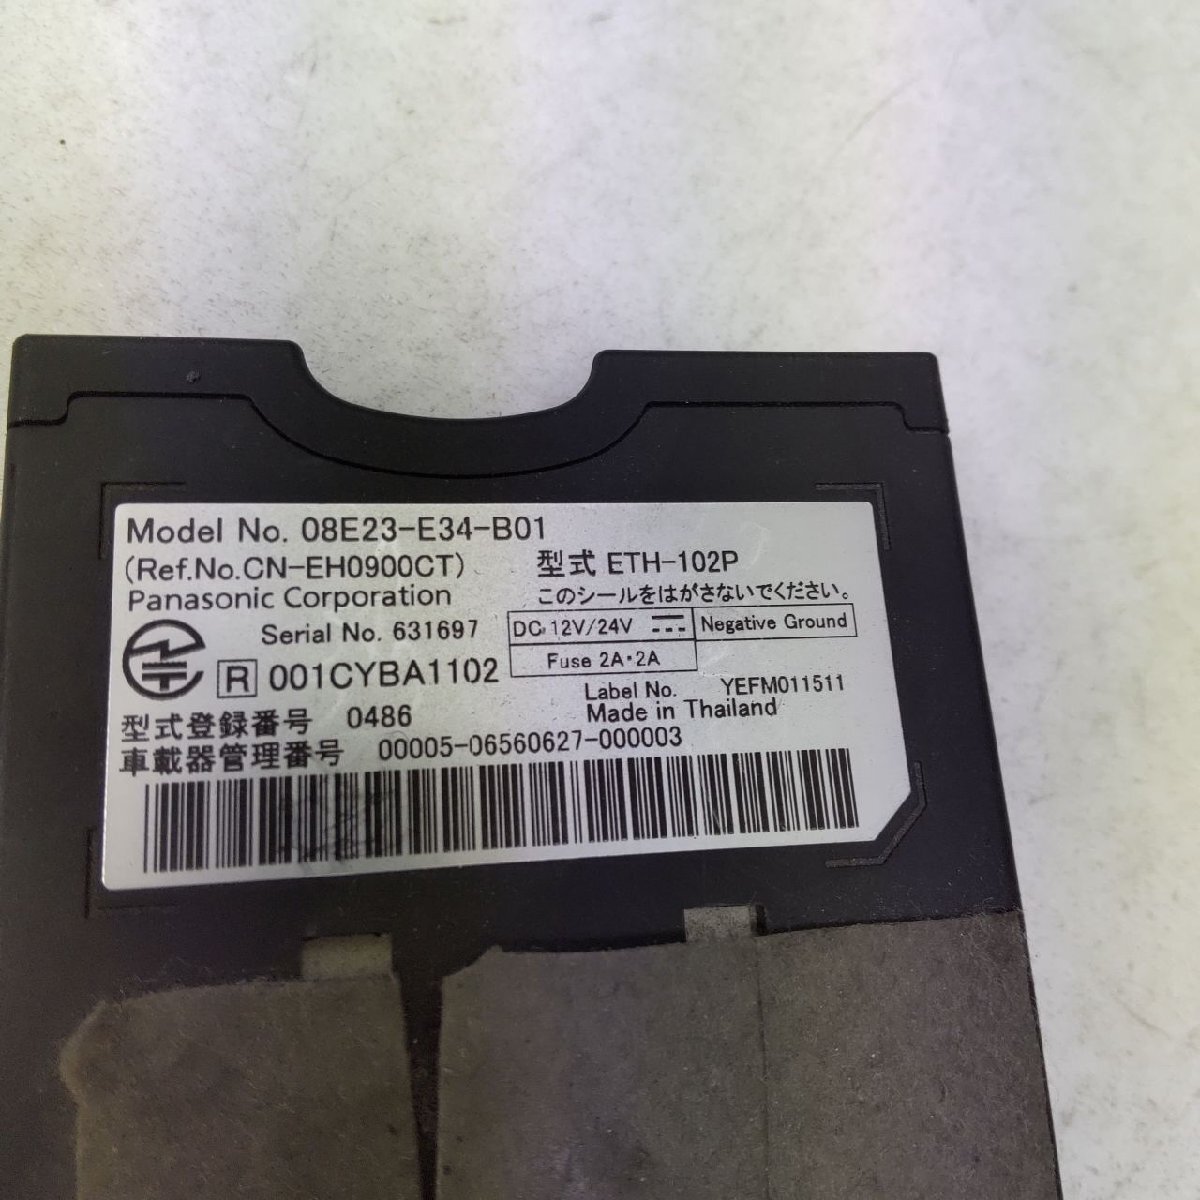 Model No. 08E23-E34-B01
(Ref.No.CN-EH0900CT) 型式 ETH-102P
Panasonic Corporation このシールをはがさないでください。
Serial No. 631697 DC 12V/24V Negative Ground
R 001CYBA1102 Fuse 2A・2A
Label No. YEFM011511
型式登録番号 0486 Made in Thailand
車載器管理番号 00005-06560627-000003